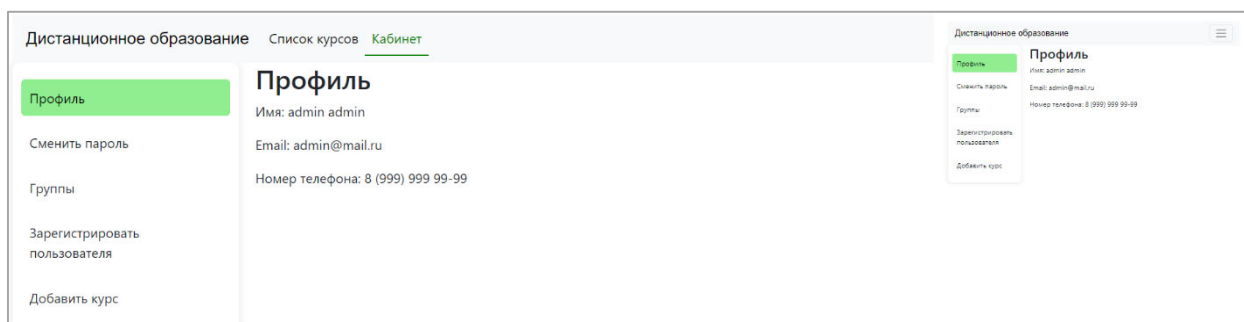 Дистанционное образование Список курсов Кабинет
Профиль
Сменить пароль
Группы
Зарегистрировать
пользователя
Добавить курс
Профиль
Имя: admin admin
Email: admin@mail.ru
Номер телефона: 8 (999) 999 99-99
Дистанционное образование
Профиль
Сменить пароль
Группы
Зарегистрировать
пользователя
Добавить курс
Профиль
Имя: admin admin
Email: admin@mail.ru
Номер телефона: 8 (999) 999 99-99